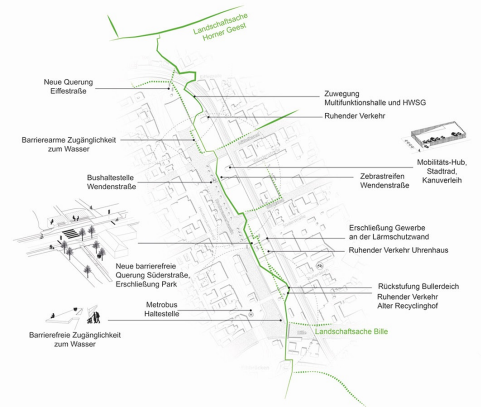 Landschaftsache
Horner Geest
Neue Querung
Eiffestraße
Zuwegung
Multifunktionshalle und HWSG
Ruhender Verkehr
Barrierearme Zugänglichkeit
zum Wasser
Mobilitäts-Hub,
Stadtrad,
Kanuverleih
Bushaltestelle
Wendenstraße
Zebrastreifen
Wendenstraße
Erschließung Gewerbe
an der Lärmschutzwand
Ruhender Verkehr Uhrenhaus
Neue barrierefreie
Querung Süderstraße,
Erschließung Park
Rückstufung Bullerdeich
Ruhender Verkehr
Alter Recyclinghof
Metrobus
Haltestelle
Landschaftsache Bille
Barrierefreie Zugänglichkeit
zum Wasser